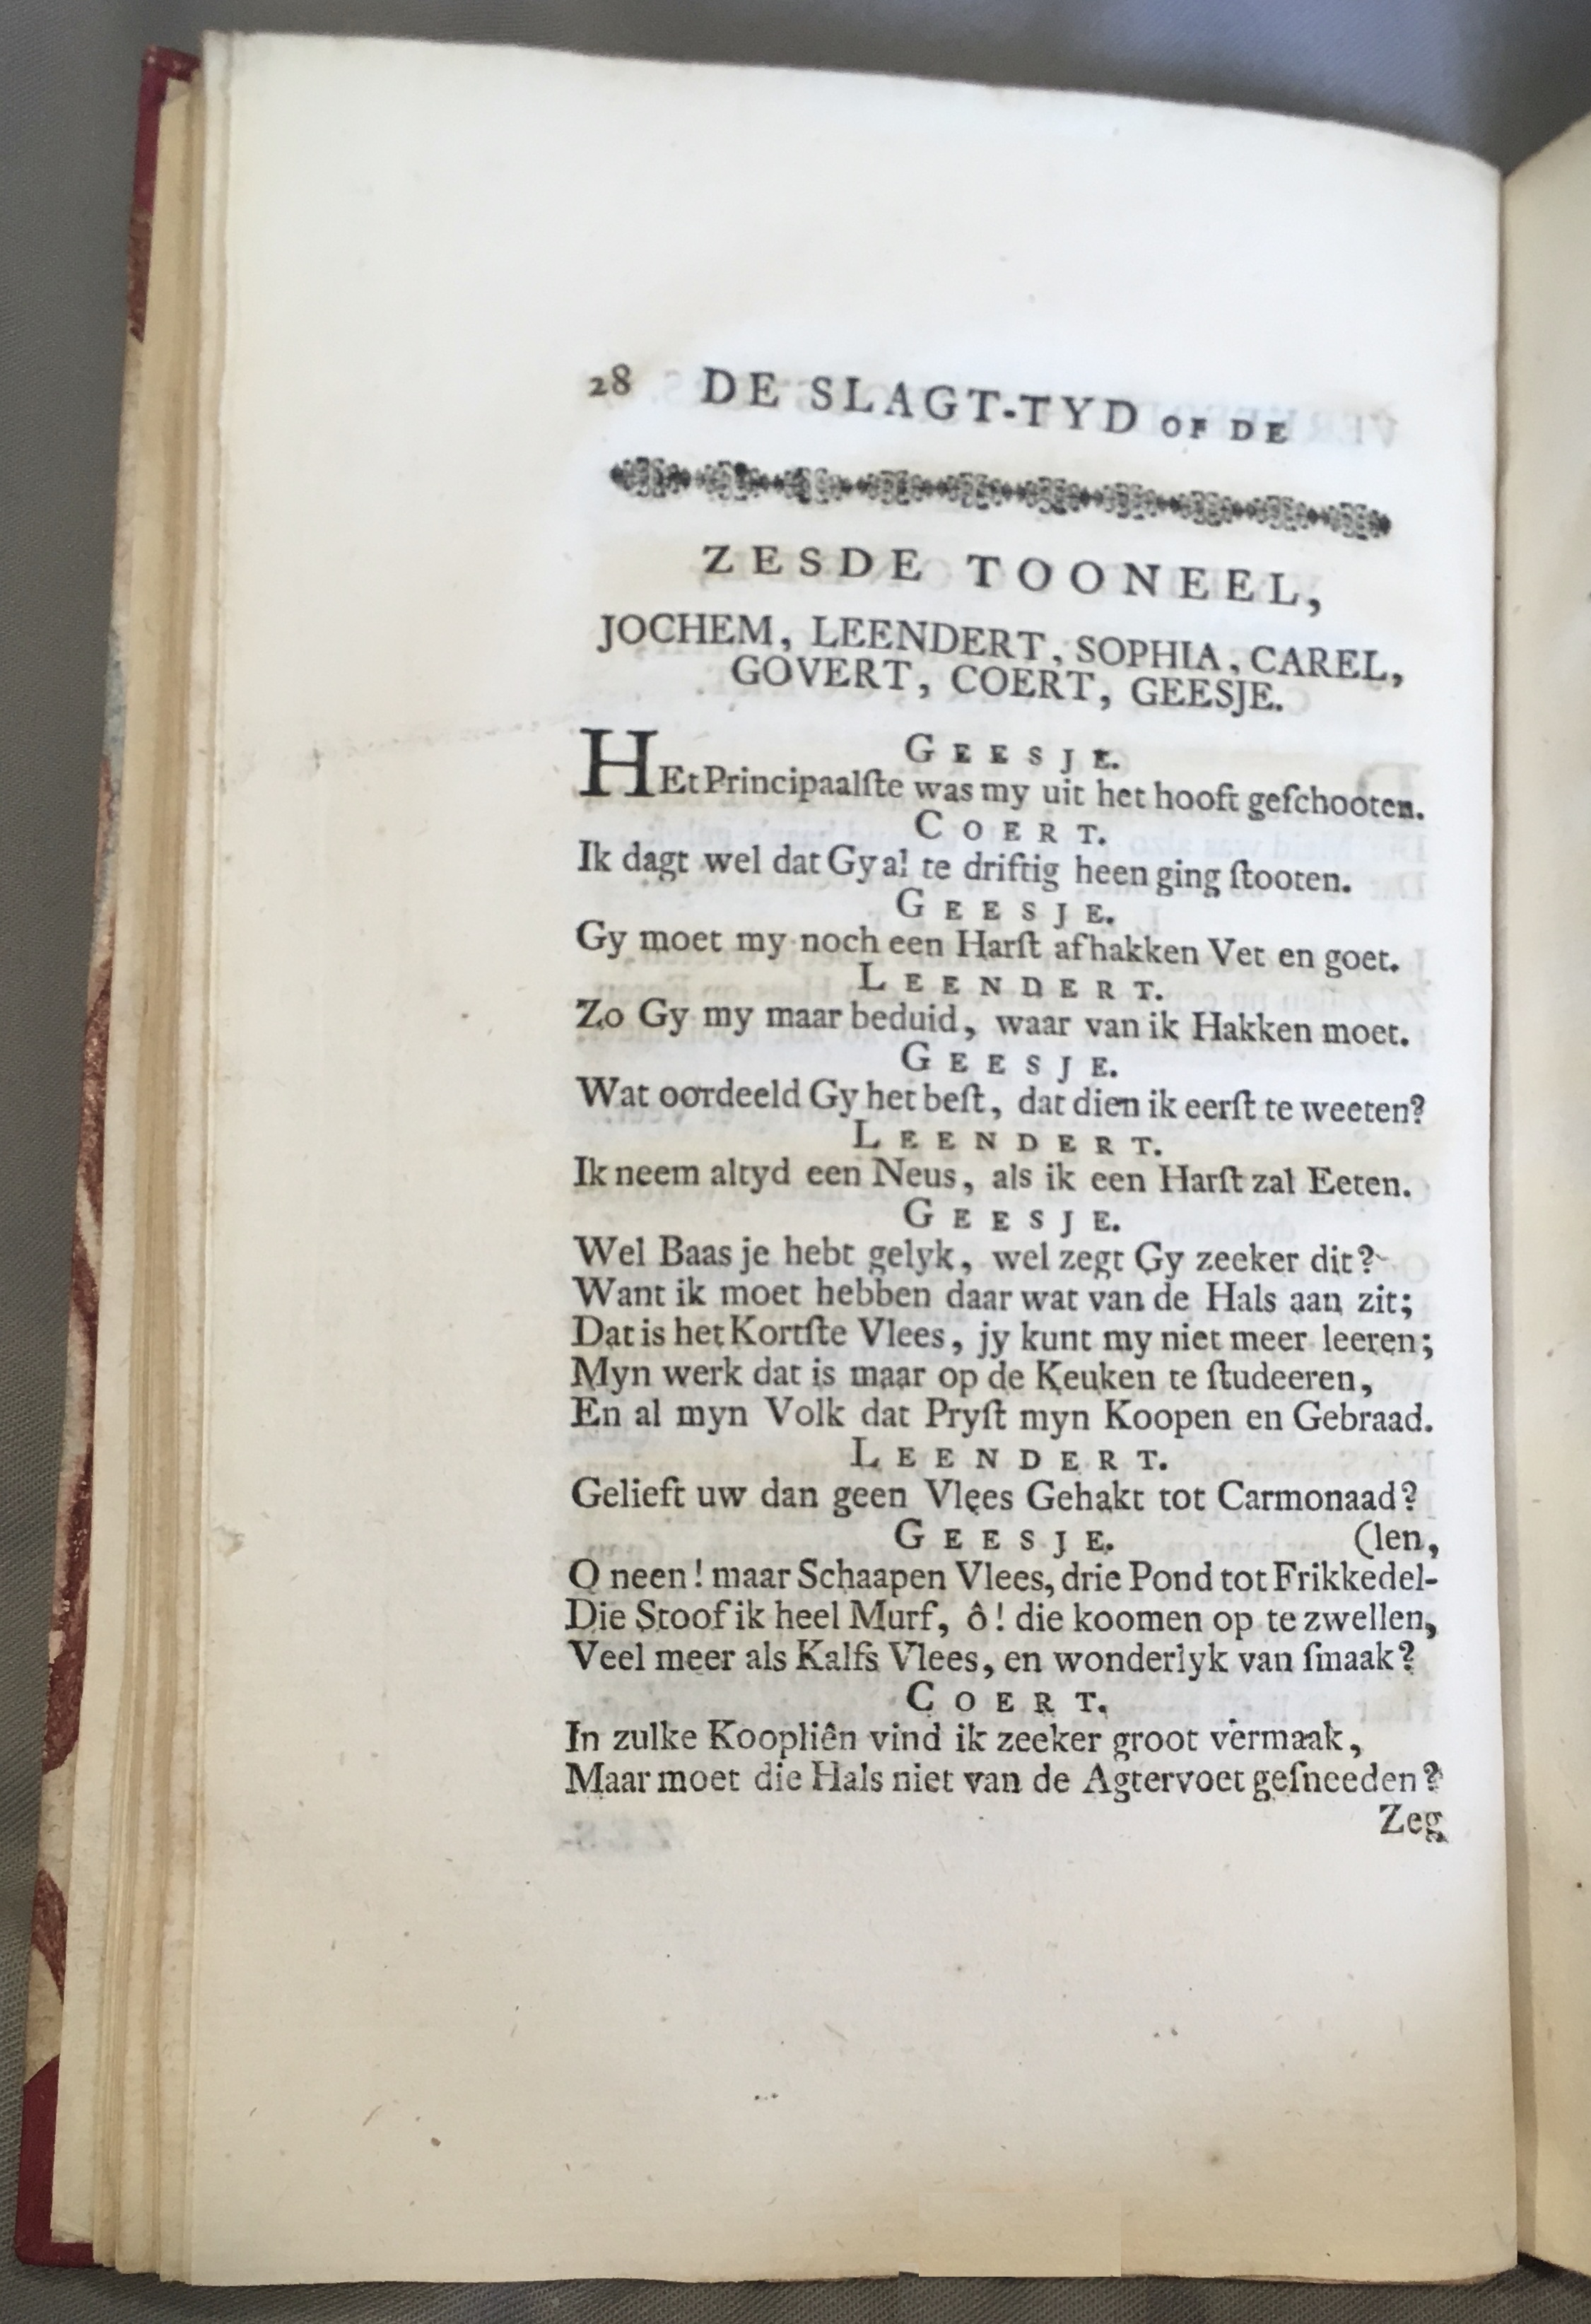 28 DE SLAGT-TYD OF DE
ZESDE TOONEEL,
JOCHEM, LEENDERT, SOPHIA, CAREL,
GOVERT, COERT, GEESJE.
GEESJE.
HEt Principaalſte was my uit het hooft geſchooten.
COERT.
Ik dagt wel dat Gy al te driftig heen ging ſtooten.
GEESJE.
Gy moet my noch een Harſt afhakken Vet en goet.
LEENDERT.
Zo Gy my maar beduid, waar van ik Hakken moet.
GEESJE.
Wat oordeeld Gy het beſt, dat dien ik eerſt te weeten?
LEENDERT.
Ik neem altyd een Neus, als ik een Harſt zal Eeten.
GEESJE.
Wel Baas je hebt gelyk, wel zegt Gy zeeker dit?
Want ik moet hebben daar wat van de Hals aan zit;
Dat is het Kortſte Vlees, jy kunt my niet meer leeren;
Myn werk dat is maar op de Keuken te ſtudeeren,
En al myn Volk dat Pryſt myn Koopen en Gebraad.
LEENDERT.
Gelieft uw dan geen Vlees Gehakt tot Carmonaad?
GEESJE. (len,
O neen! maar Schaapen Vlees, drie Pond tot Frikkedel-
Die Stoof ik heel Murf, ô! die koomen op te zwellen,
Veel meer als Kalfs Vlees, en wonderlyk van ſmaak?
COERT.
In zulke Koopliên vind ik zeeker groot vermaak,
Maar moet die Hals niet van de Agtervoet geſneeden?
Zeg